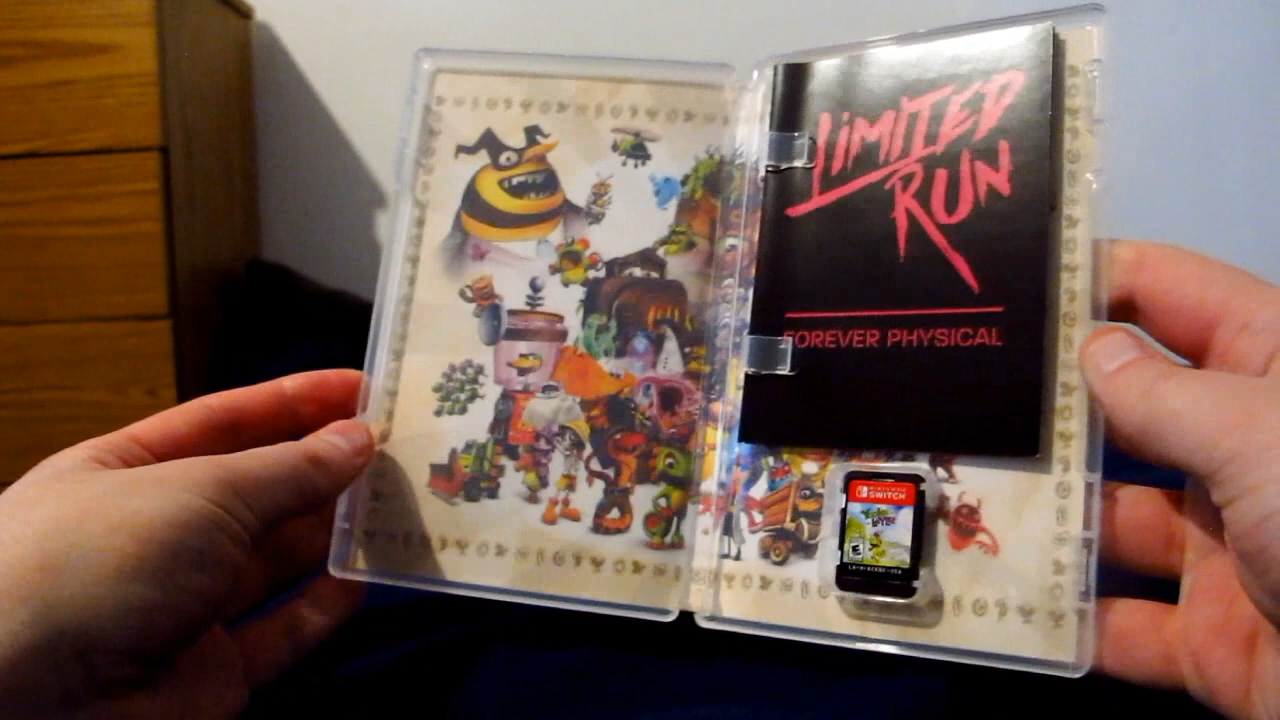 LIMITED
RUN
FOREVER PHYSICAL
NINTENDO
SWITCH
E